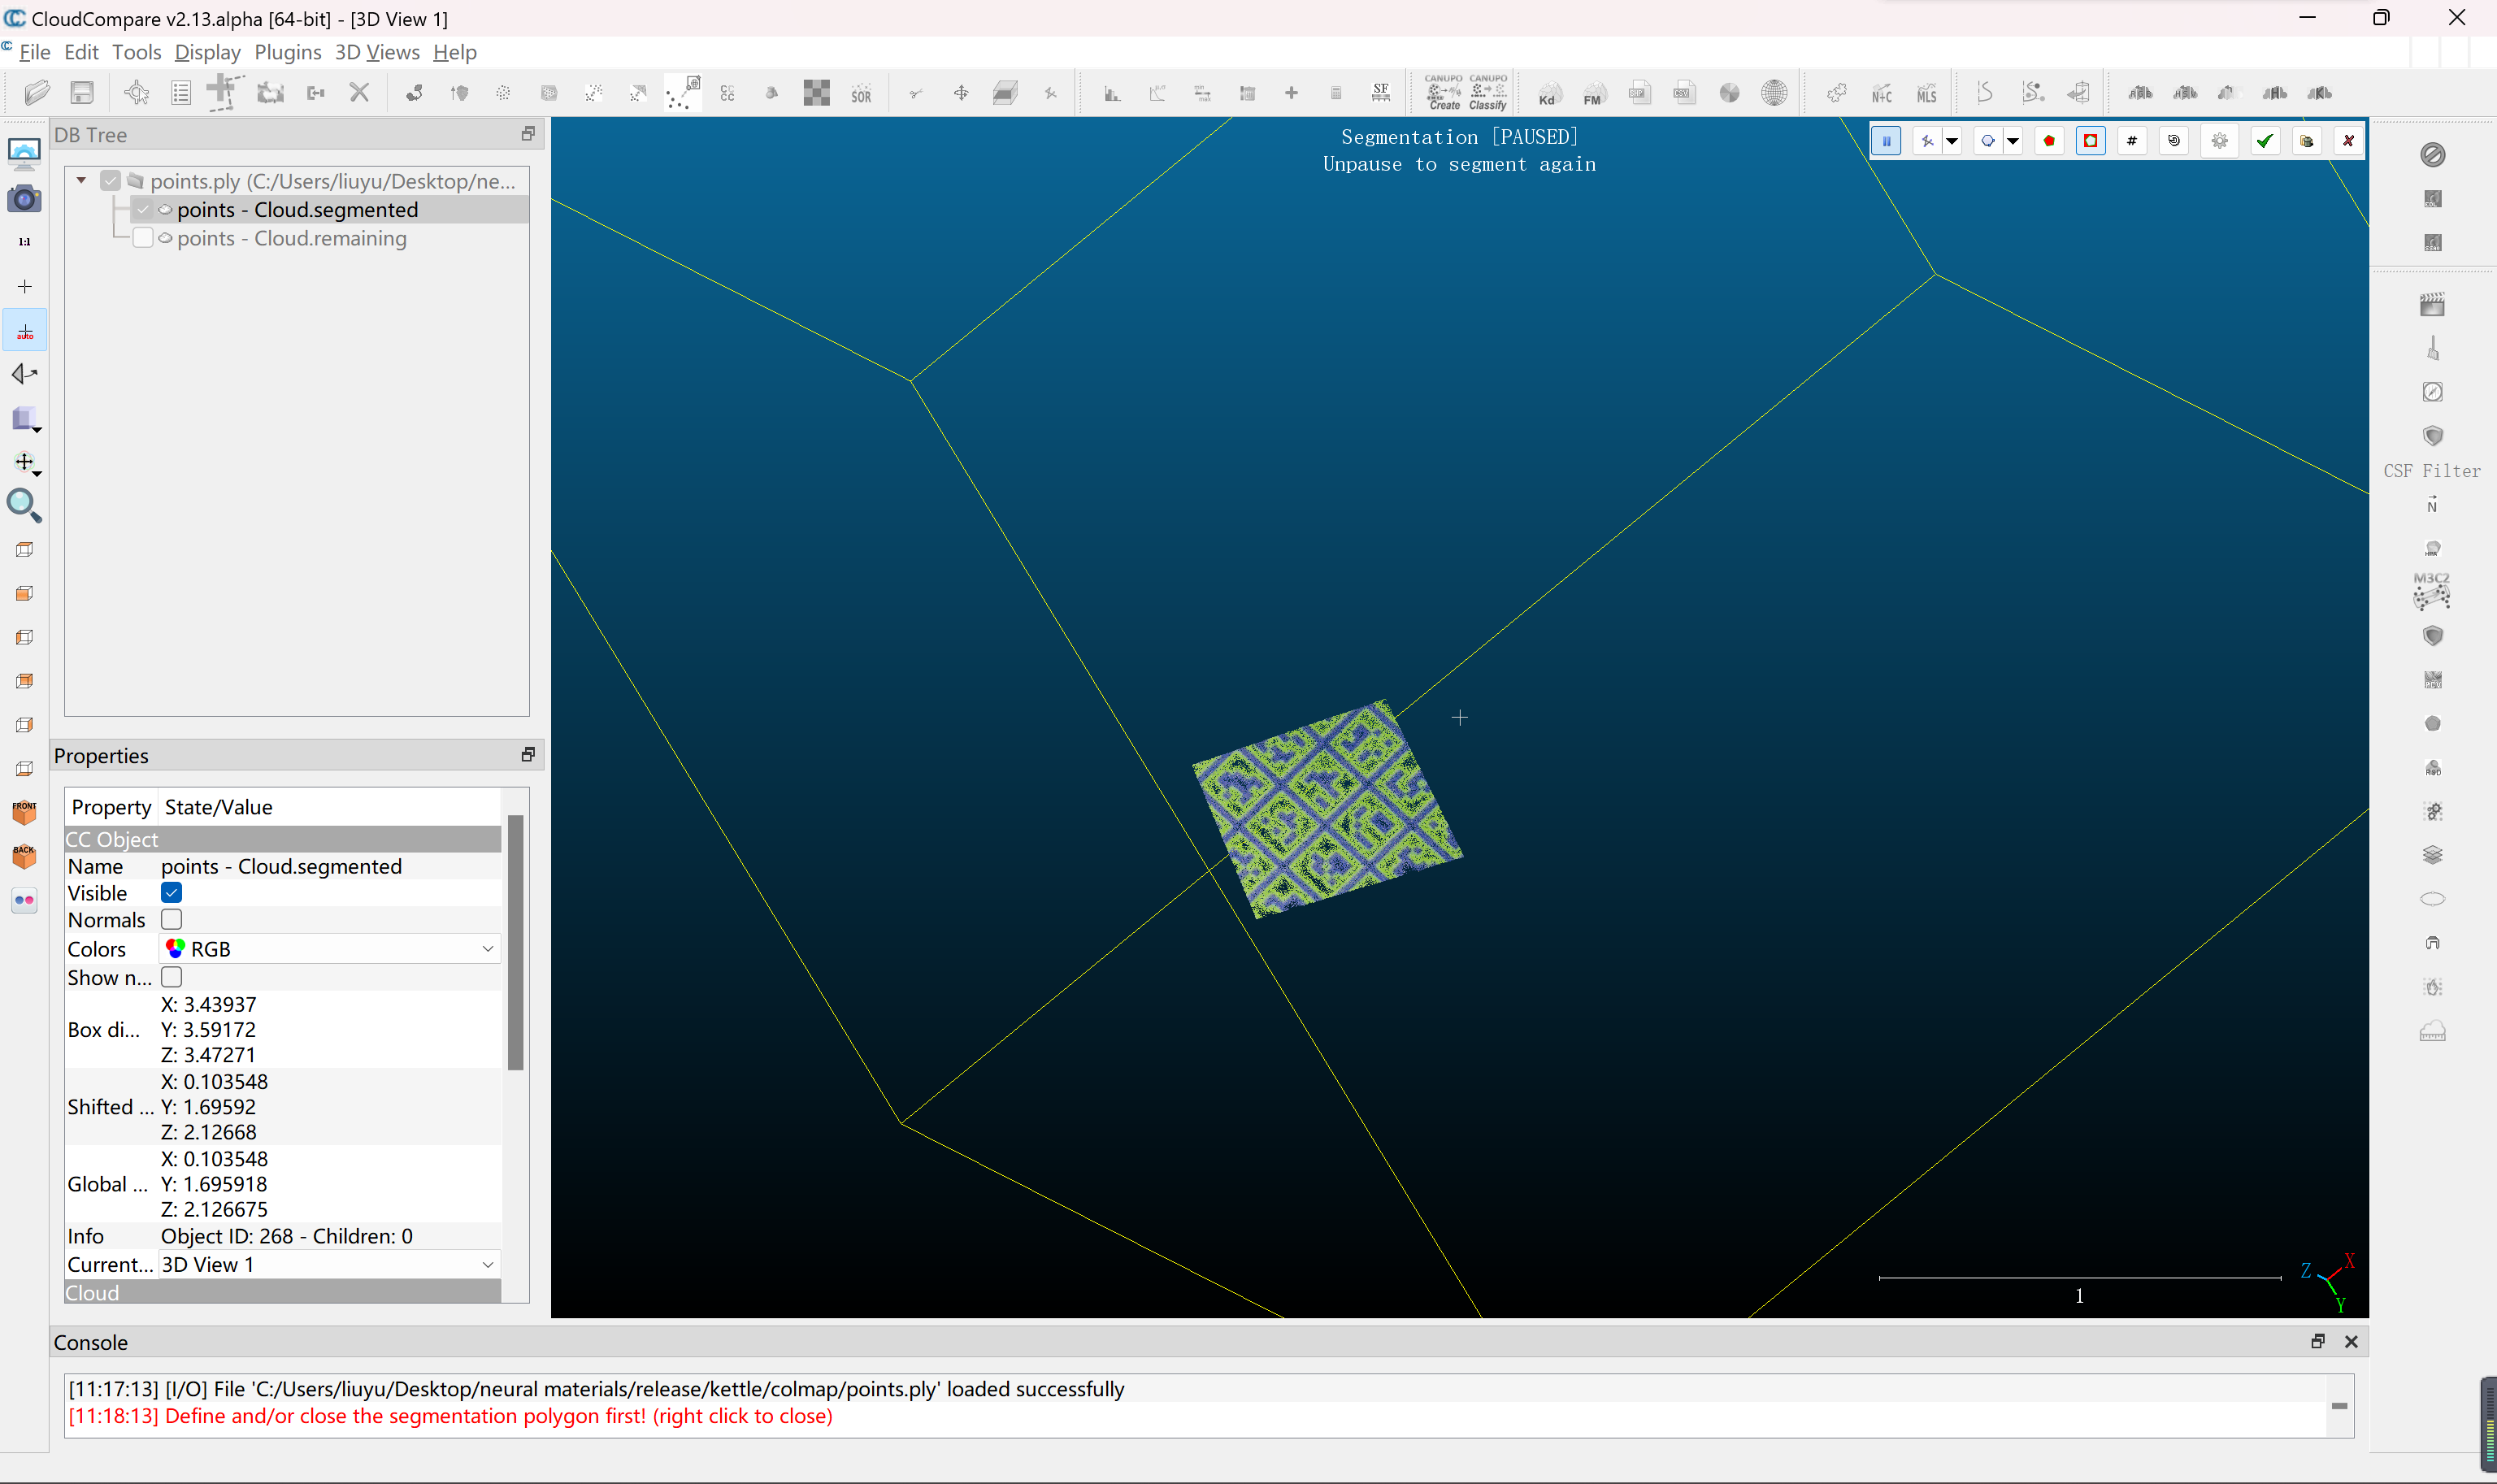 CloudCompare v2.13.alpha [64-bit] - [3D View 1]
File Edit Tools Display Plugins 3D Views Help
SOR
SF
CANUPO Create
CANUPO Classify
Kd
FM
N+C
MLS
DB Tree
points.ply (C:/Users/liuyu/Desktop/ne...
points - Cloud.segmented
points - Cloud.remaining
1:1
auto
FRONT
BACK
Segmentation [PAUSED]
Unpause to segment again
CSF Filter
N
M3C2
Properties
Property State/Value
CC Object
Name points - Cloud.segmented
Visible
Normals
Colors RGB
Show n...
Box di... X: 3.43937
Y: 3.59172
Z: 3.47271
Shifted ... X: 0.103548
Y: 1.69592
Z: 2.12668
Global ... X: 0.103548
Y: 1.695918
Z: 2.126675
Info Object ID: 268 - Children: 0
Current... 3D View 1
Cloud
1
Z X
Y
Console
[11:17:13] [I/O] File 'C:/Users/liuyu/Desktop/neural materials/release/kettle/colmap/points.ply' loaded successfully
[11:18:13] Define and/or close the segmentation polygon first! (right click to close)